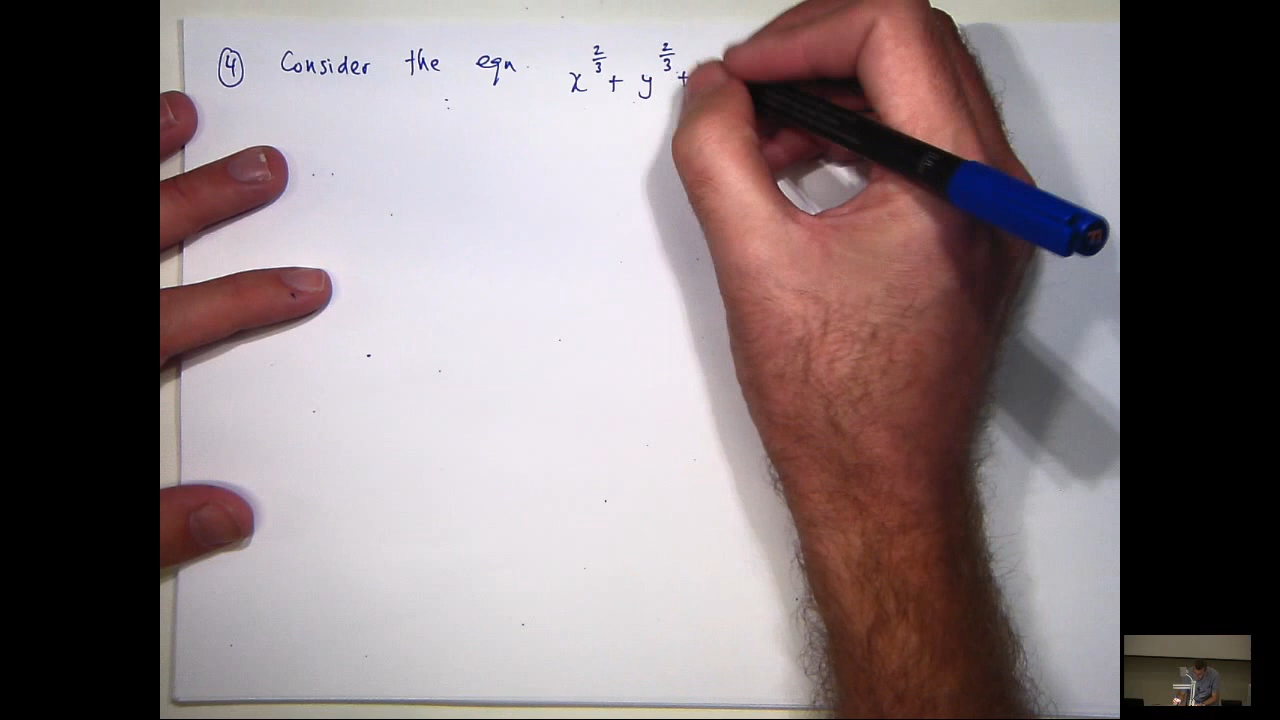 ④ Consider the eqn. x^{2/3} + y^{2/3} +